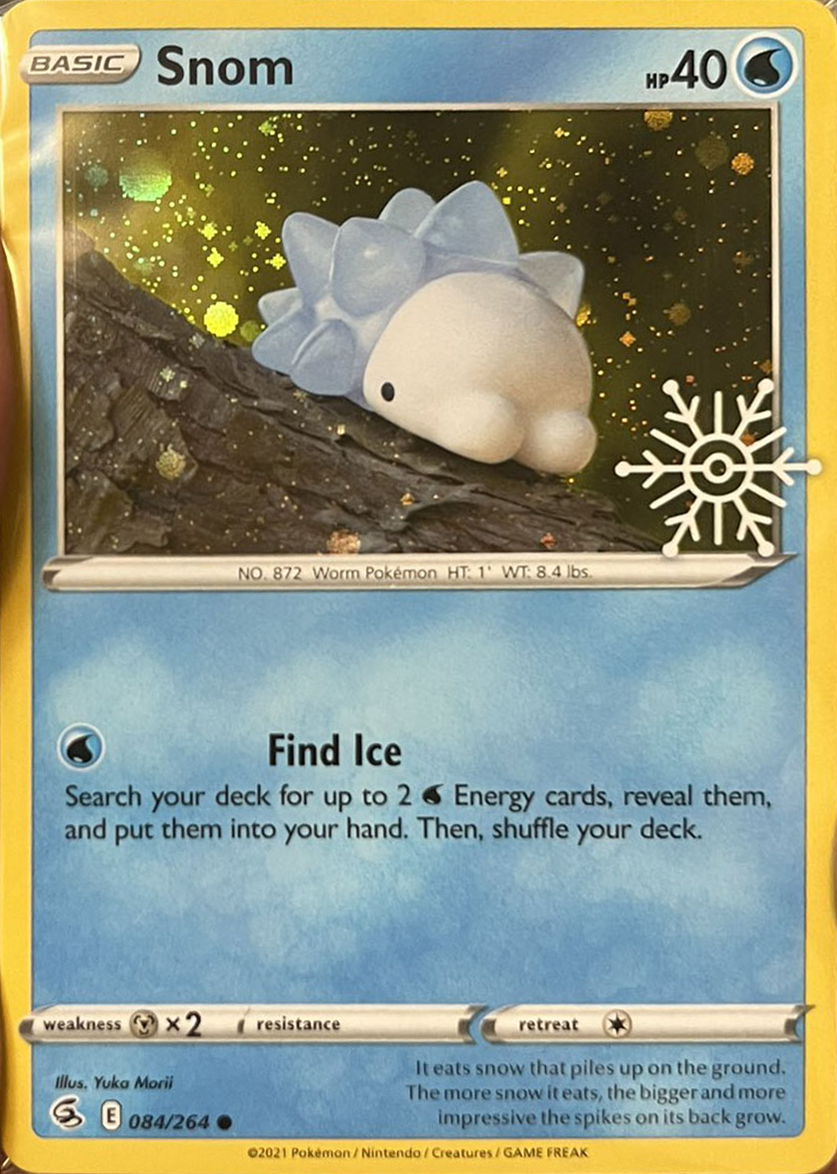 BASIC Snom HP 40
NO. 872 Worm Pokémon HT: 1' WT: 8.4 lbs.
Find Ice
Search your deck for up to 2 Energy cards, reveal them,
and put them into your hand. Then, shuffle your deck.
weakness ×2 resistance retreat
Illus. Yuka Morii
E 084/264
It eats snow that piles up on the ground.
The more snow it eats, the bigger and more
impressive the spikes on its back grow.
©2021 Pokémon / Nintendo / Creatures / GAME FREAK